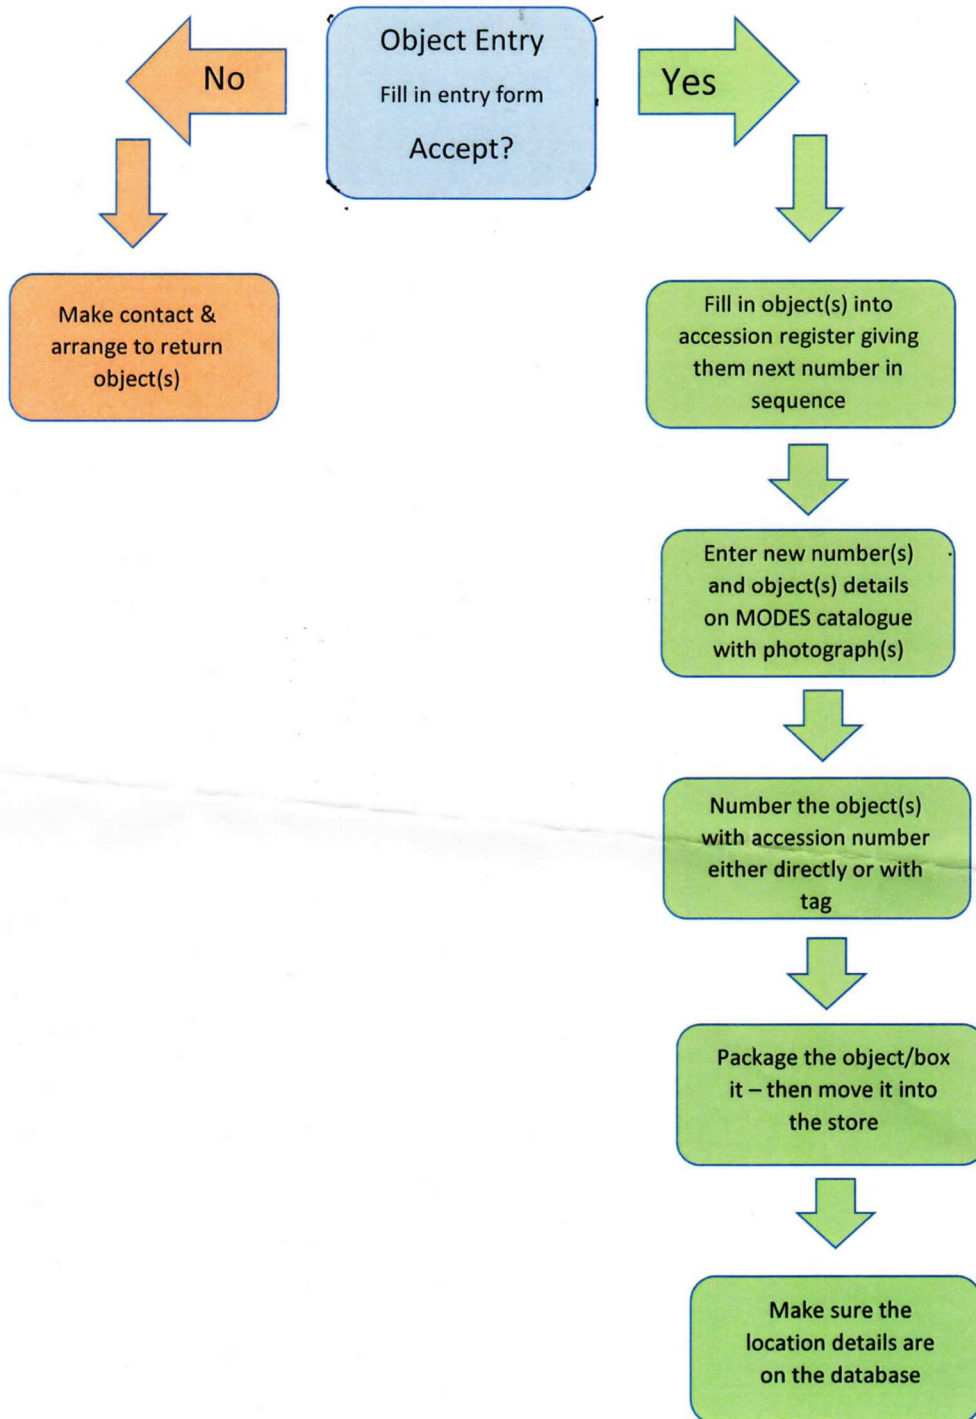 Object Entry
Fill in entry form
Accept?
No
Yes
Make contact &
arrange to return
object(s)
Fill in object(s) into
accession register giving
them next number in
sequence
Enter new number(s)
and object(s) details
on MODES catalogue
with photograph(s)
Number the object(s)
with accession number
either directly or with
tag
Package the object/box
it – then move it into
the store
Make sure the
location details are
on the database